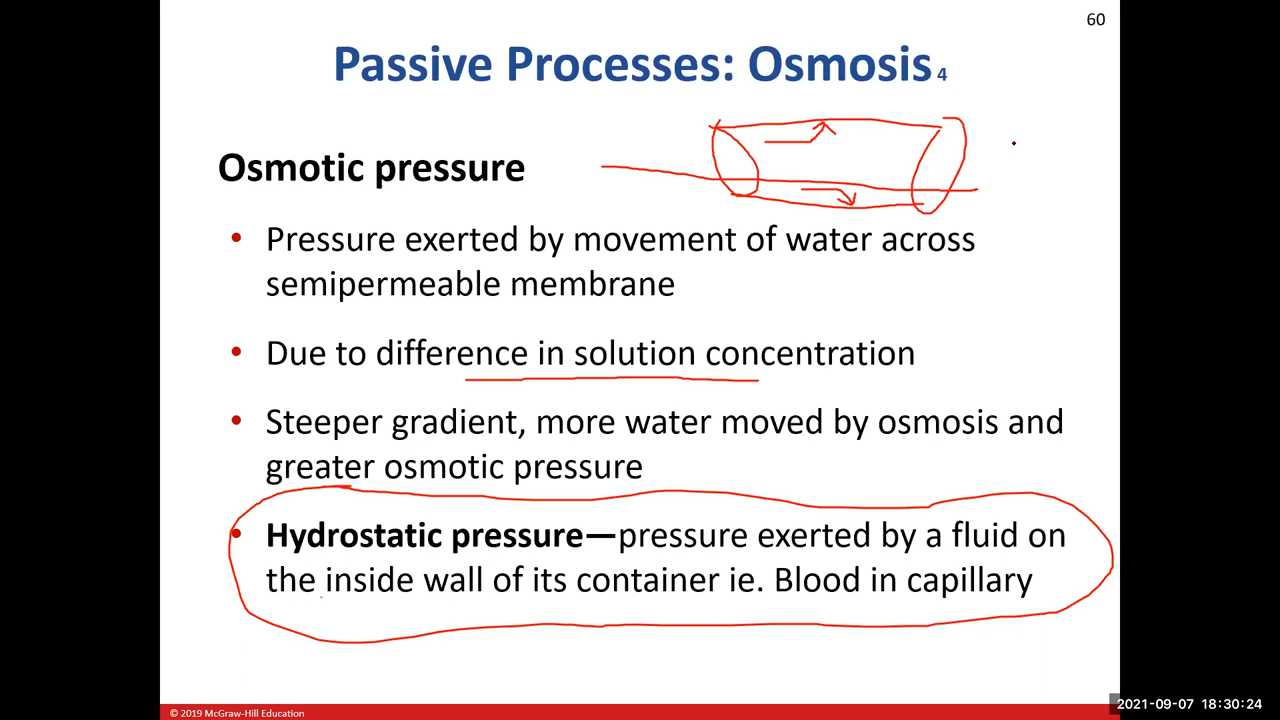 60
Passive Processes: Osmosis 4
Osmotic pressure
• Pressure exerted by movement of water across
semipermeable membrane
• Due to difference in solution concentration
• Steeper gradient, more water moved by osmosis and
greater osmotic pressure
• Hydrostatic pressure—pressure exerted by a fluid on
the inside wall of its container ie. Blood in capillary
© 2019 McGraw-Hill Education
2021-09-07 18:30:24